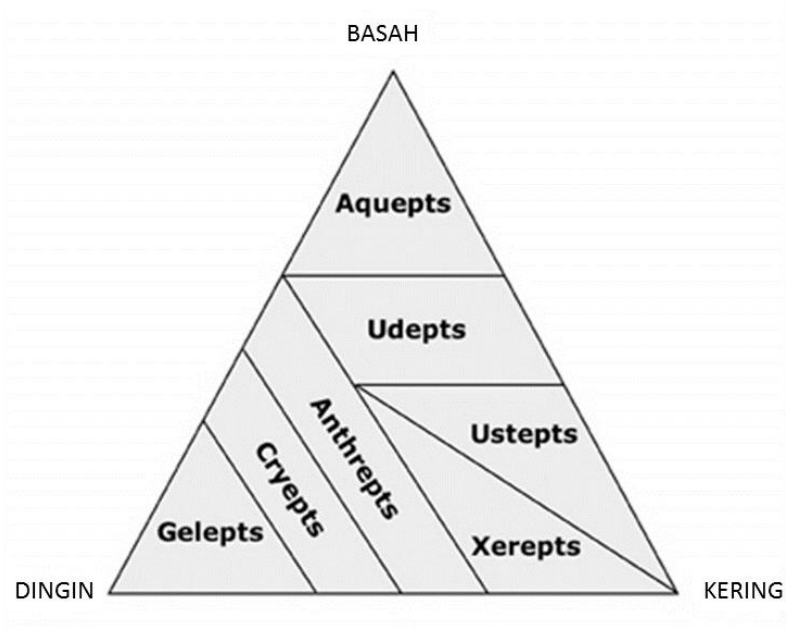 BASAH
Aquepts
Udepts
Ustepts
Anthrepts
Cryepts
Gelepts
Xerepts
DINGIN
KERING